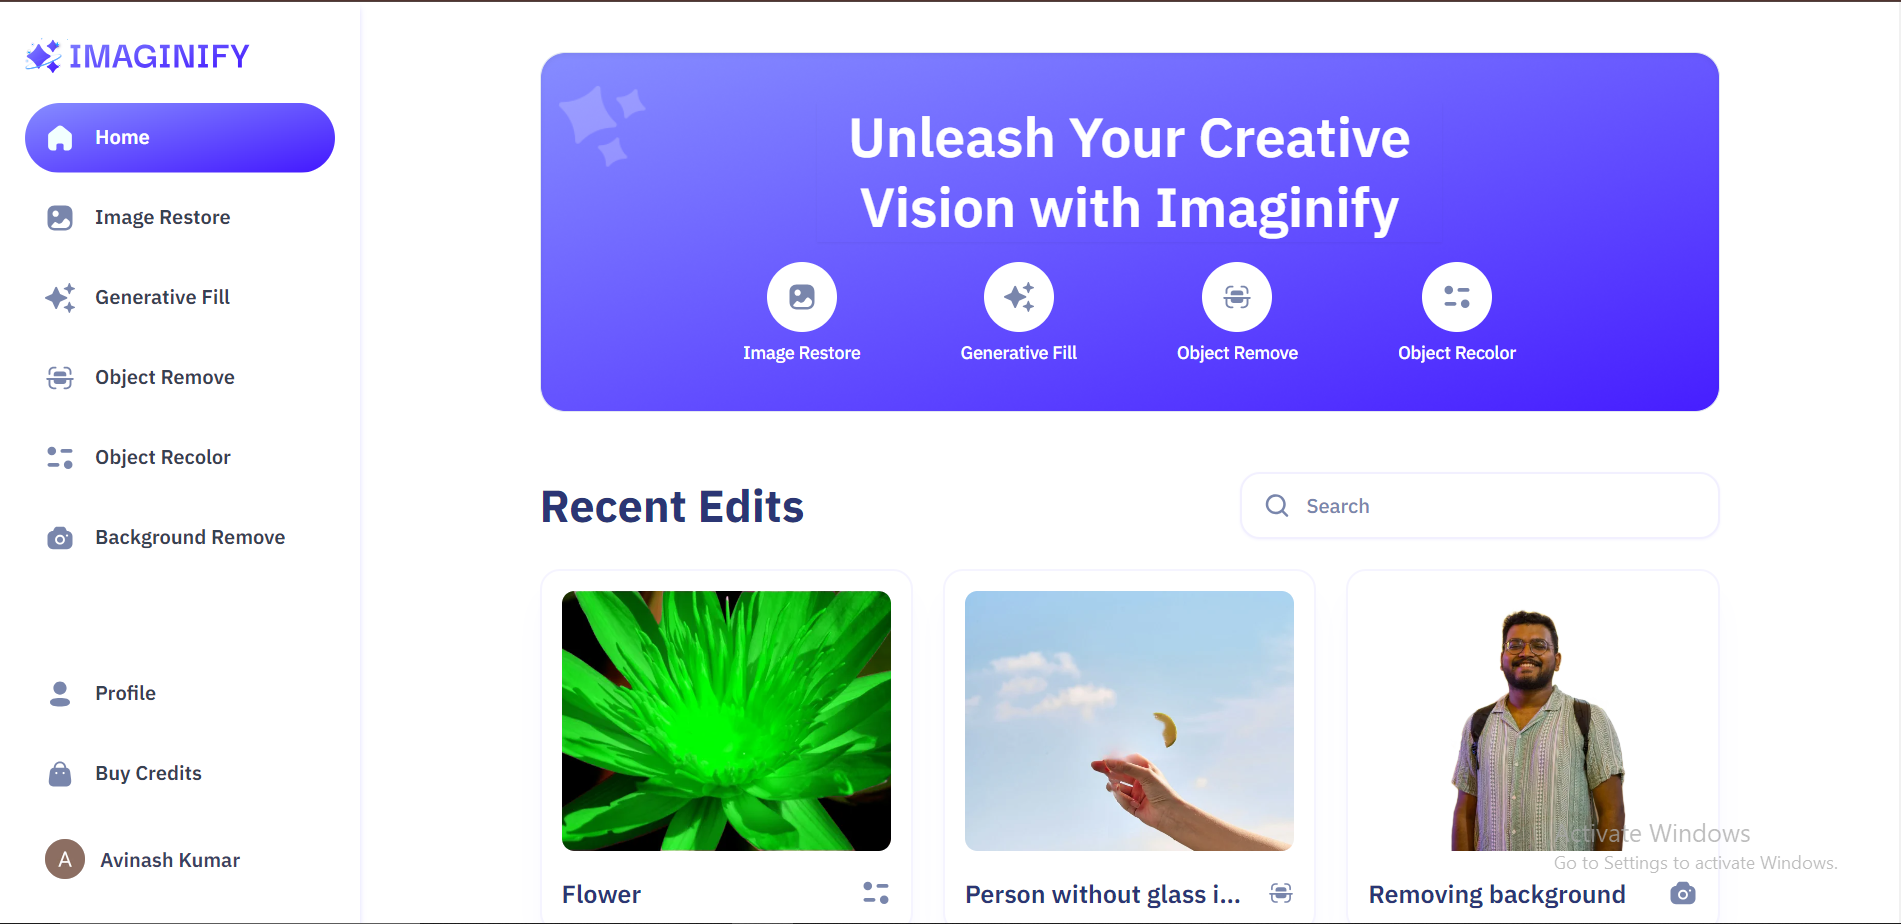 IMAGINIFY
Home
Image Restore
Generative Fill
Object Remove
Object Recolor
Background Remove
Profile
Buy Credits
A
Avinash Kumar
Unleash Your Creative
Vision with Imaginify
Image Restore
Generative Fill
Object Remove
Object Recolor
Recent Edits
Search
Flower
Person without glass i...
Removing background
Activate Windows
Go to Settings to activate Windows.